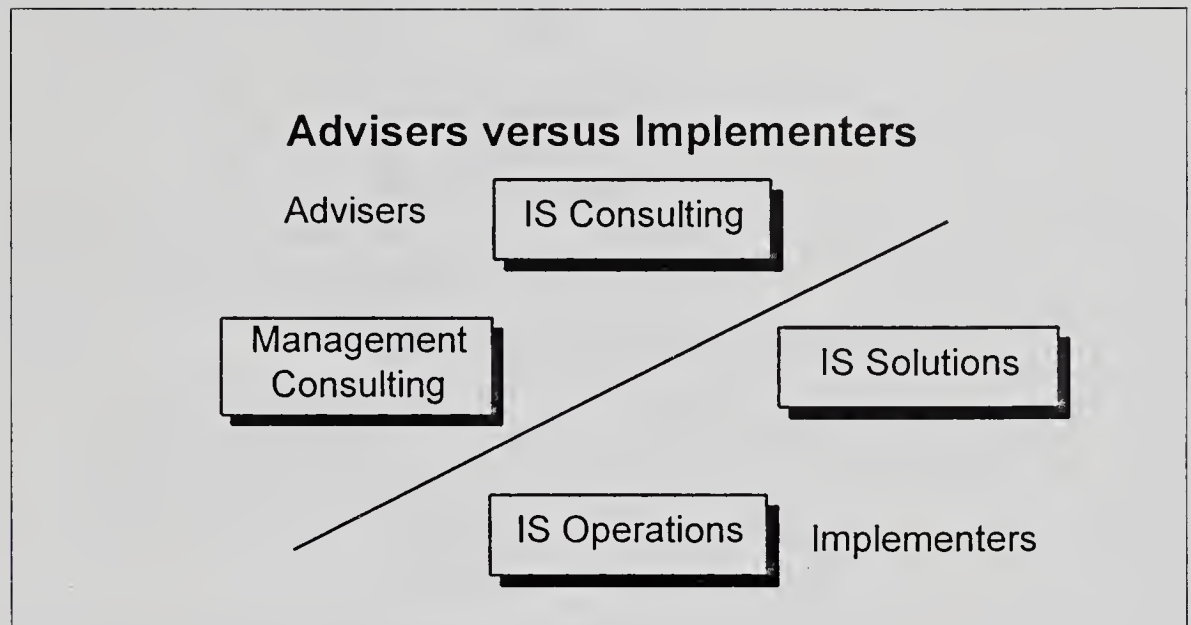 Advisers versus Implementers
Advisers
IS Consulting
Management
Consulting
IS Solutions
IS Operations
Implementers